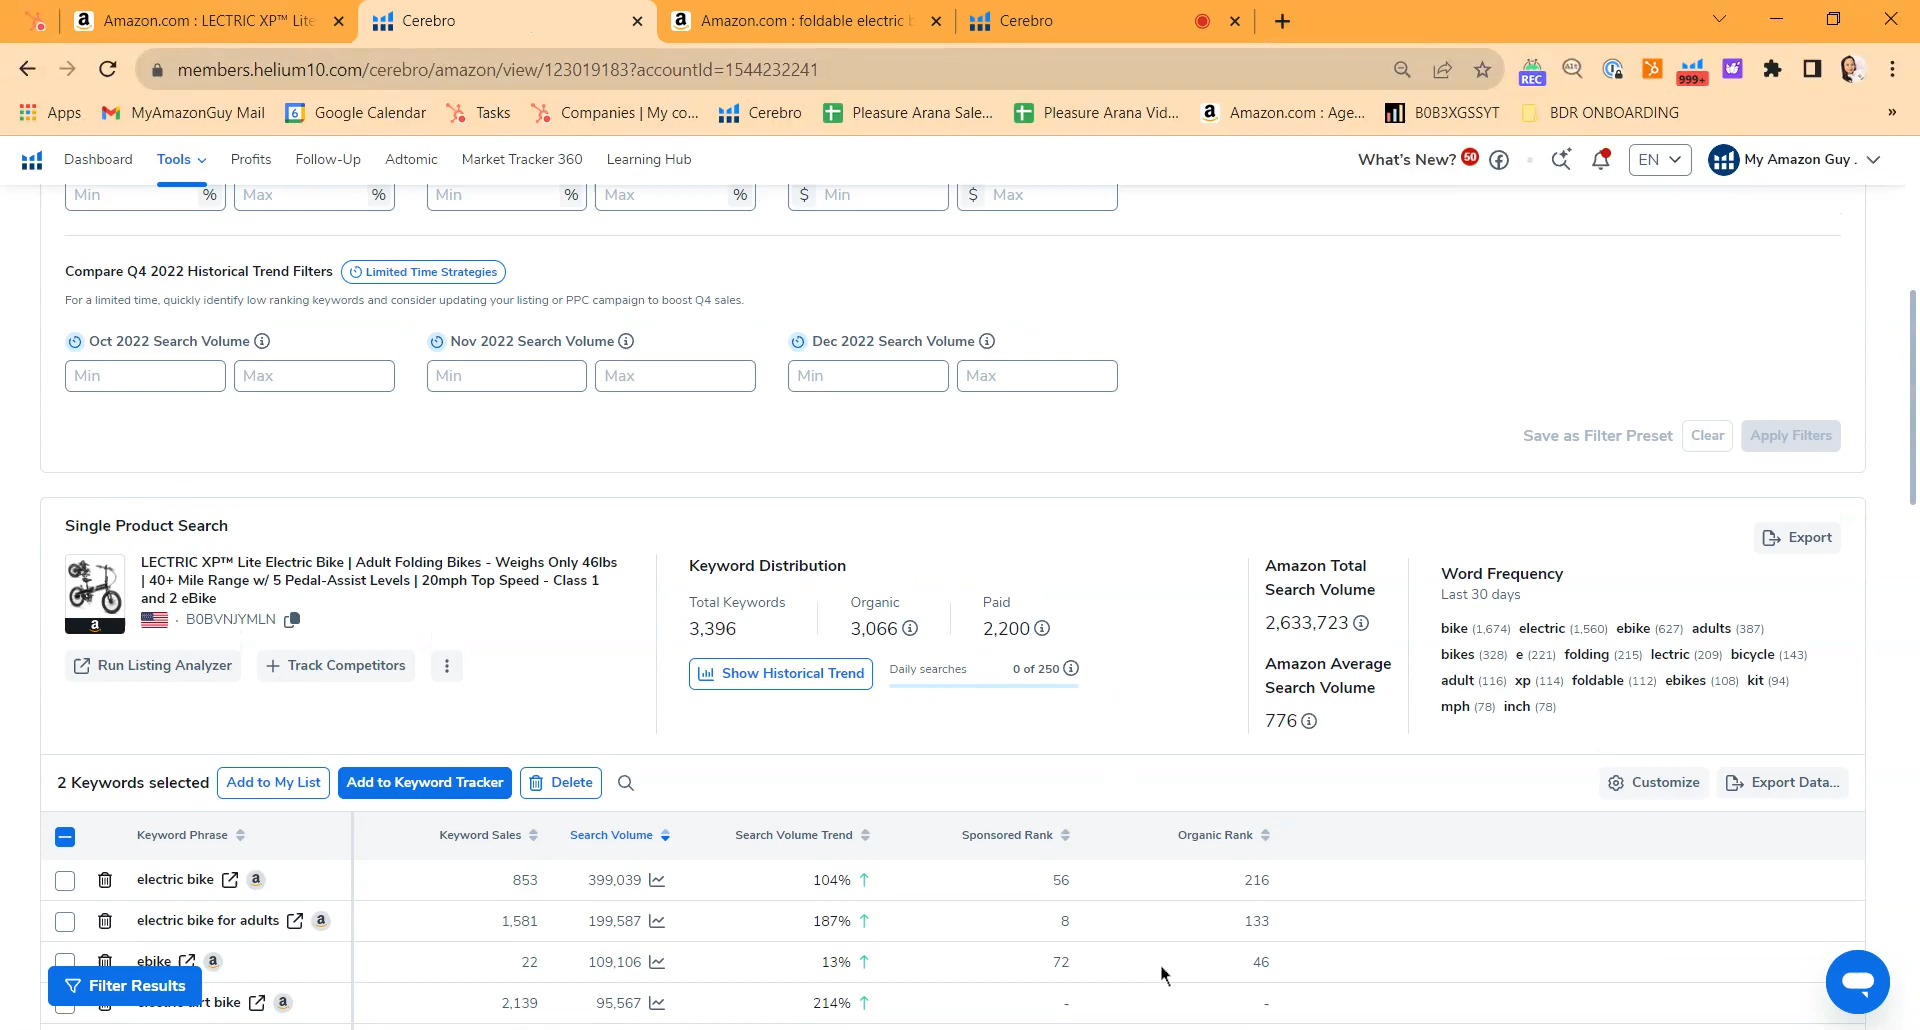 Amazon.com : LECTRIC XP™ Lite
Cerebro
Amazon.com : foldable electric b
Cerebro
members.helium10.com/cerebro/amazon/view/123019183?accountId=1544232241
REC
Alt
999+
Apps
MyAmazonGuy Mail
6
Google Calendar
Tasks
Companies | My co...
Cerebro
Pleasure Arana Sale...
Pleasure Arana Vid...
Amazon.com : Age...
B0B3XGSSYT
BDR ONBOARDING
»
Dashboard
Tools
Profits
Follow-Up
Adtomic
Market Tracker 360
Learning Hub
What's New? 50
EN
My Amazon Guy .
Min % Max % Min % Max % $ Min $ Max
Compare Q4 2022 Historical Trend Filters Limited Time Strategies
For a limited time, quickly identify low ranking keywords and consider updating your listing or PPC campaign to boost Q4 sales.
Oct 2022 Search Volume Nov 2022 Search Volume Dec 2022 Search Volume
Min Max Min Max Min Max
Save as Filter Preset Clear Apply Filters
Single Product Search
Export
LECTRIC XP™ Lite Electric Bike | Adult Folding Bikes - Weighs Only 46lbs
| 40+ Mile Range w/ 5 Pedal-Assist Levels | 20mph Top Speed - Class 1
and 2 eBike
· B0BVNJYMLN
Run Listing Analyzer
+ Track Competitors
Keyword Distribution
Total Keywords Organic Paid
3,396 3,066 2,200
Show Historical Trend
Daily searches 0 of 250
Amazon Total
Search Volume
2,633,723
Amazon Average
Search Volume
776
Word Frequency
Last 30 days
bike (1,674) electric (1,560) ebike (627) adults (387)
bikes (328) e (221) folding (215) lectric (209) bicycle (143)
adult (116) xp (114) foldable (112) ebikes (108) kit (94)
mph (78) inch (78)
2 Keywords selected Add to My List Add to Keyword Tracker Delete
Customize Export Data...
Keyword Phrase Keyword Sales Search Volume Search Volume Trend Sponsored Rank Organic Rank
electric bike 853 399,039 104% ↑ 56 216
electric bike for adults 1,581 199,587 187% ↑ 8 133
ebike 22 109,106 13% ↑ 72 46
Filter Results
electric dirt bike 2,139 95,567 214% ↑ - -